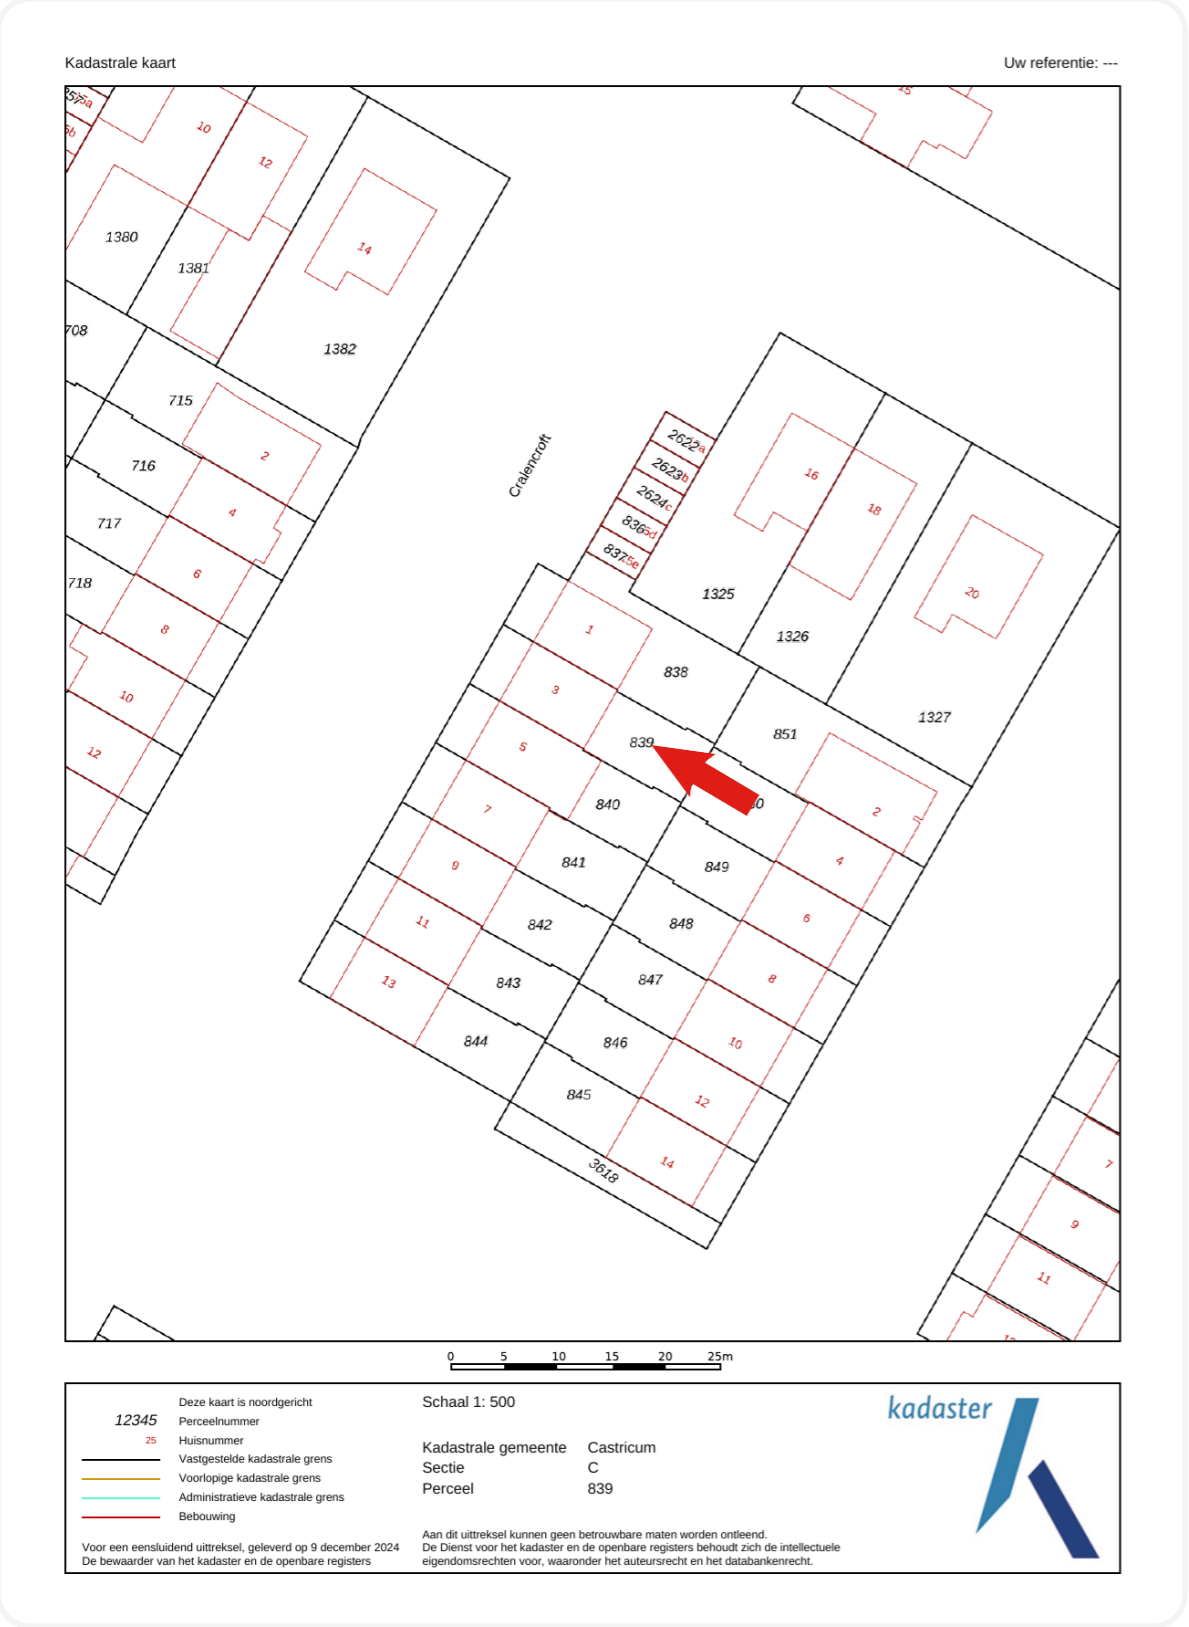 Kadastrale kaart
Uw referentie: ---
15
10
12
14
1380
1381
1382
708
715
2
716
4
717
6
718
8
10
12
Cralencroft
2622
2623b
2624c
836
837
16
18
20
1325
1326
1327
1
838
3
839
851
5
840
2
7
841
849
4
9
842
848
6
11
843
847
8
13
844
846
10
845
12
3618
14
7
9
11
0 5 10 15 20 25m
Deze kaart is noordgericht
12345 Perceelnummer
25 Huisnummer
Vastgestelde kadastrale grens
Voorlopige kadastrale grens
Administratieve kadastrale grens
Bebouwing
Voor een eensluidend uittreksel, geleverd op 9 december 2024
De bewaarder van het kadaster en de openbare registers
Schaal 1: 500
Kadastrale gemeente Castricum
Sectie C
Perceel 839
Aan dit uittreksel kunnen geen betrouwbare maten worden ontleend.
De Dienst voor het kadaster en de openbare registers behoudt zich de intellectuele
eigendomsrechten voor, waaronder het auteursrecht en het databankenrecht.
kadaster